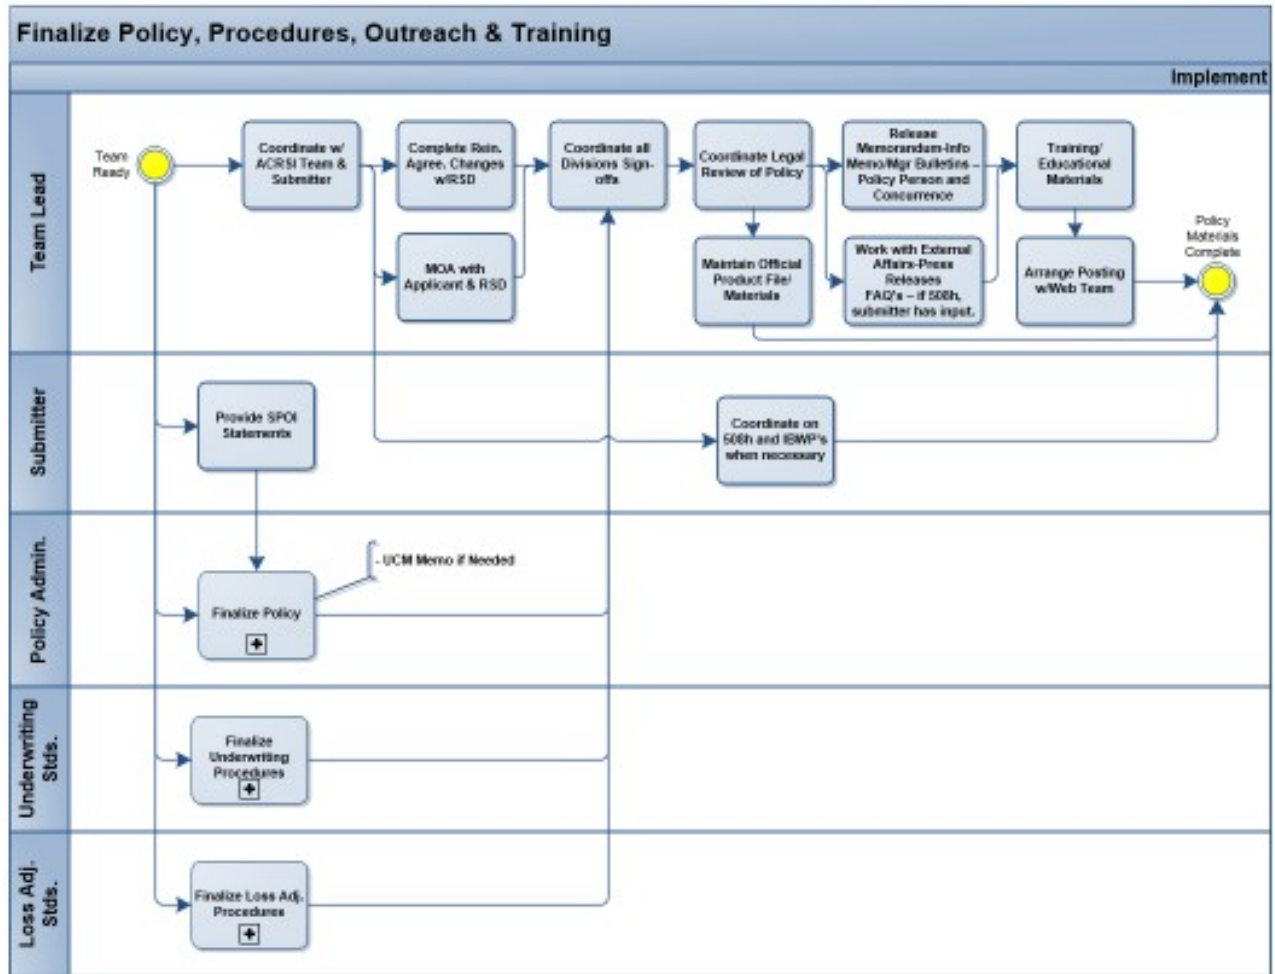 Finalize Policy, Procedures, Outreach & Training
Implement
Team Lead
Team
Ready
Coordinate w/
ACRSI Team &
Submitter
Complete Rein.
Agree. Changes
w/RSD
MOA with
Applicant & RSD
Coordinate all
Divisions Sign-
offs
Coordinate Legal
Review of Policy
Maintain Official
Product File/
Materials
Release
Memorandum-Info
Memo/Mgr Bulletins –
Policy Person and
Concurrence
Work with External
Affairs-Press
Releases
FAQ's – if 508h,
submitter has input.
Training/
Educational
Materials
Arrange Posting
w/Web Team
Policy
Materials
Complete
Submitter
Provide SPOI
Statements
Coordinate on
508h and IBWP's
when necessary
Policy Admin.
Finalize Policy
- UCM Memo if Needed
Underwriting
Stds.
Finalize
Underwriting
Procedures
Loss Adj.
Stds.
Finalize Loss Adj.
Procedures